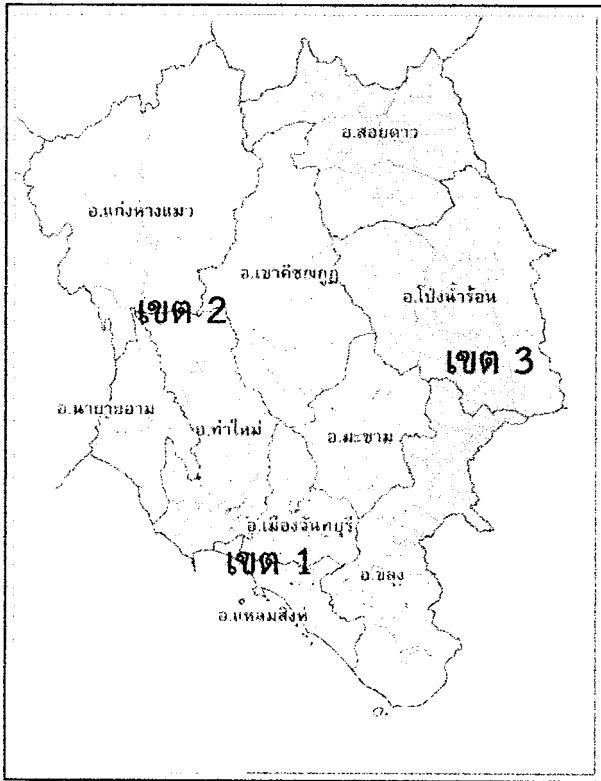 อ.สอยดาว
อ.แก่งหางแมว
อ.เขาคิชฌกูฏ
อ.โป่งน้ำร้อน
เขต 2
เขต 3
อ.นายายอาม
อ.ท่าใหม่
อ.มะขาม
อ.เมืองจันทบุรี
เขต 1
อ.ขลุง
อ.แหลมสิงห์